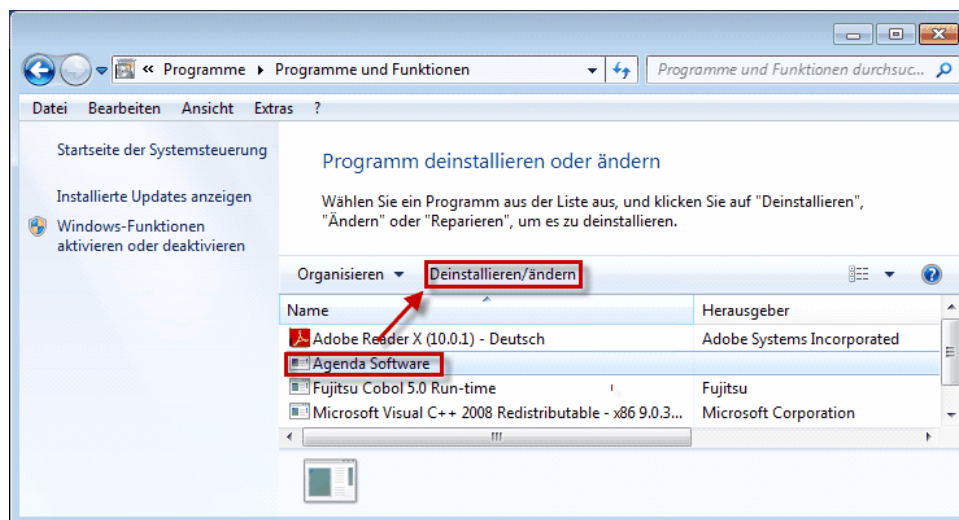 « Programme ▸ Programme und Funktionen
Programme und Funktionen durchsuc...
Datei Bearbeiten Ansicht Extras ?
Startseite der Systemsteuerung
Installierte Updates anzeigen
Windows-Funktionen
aktivieren oder deaktivieren
Programm deinstallieren oder ändern
Wählen Sie ein Programm aus der Liste aus, und klicken Sie auf "Deinstallieren",
"Ändern" oder "Reparieren", um es zu deinstallieren.
Organisieren Deinstallieren/ändern
Name Herausgeber
Adobe Reader X (10.0.1) - Deutsch Adobe Systems Incorporated
Agenda Software
Fujitsu Cobol 5.0 Run-time Fujitsu
Microsoft Visual C++ 2008 Redistributable - x86 9.0.3... Microsoft Corporation